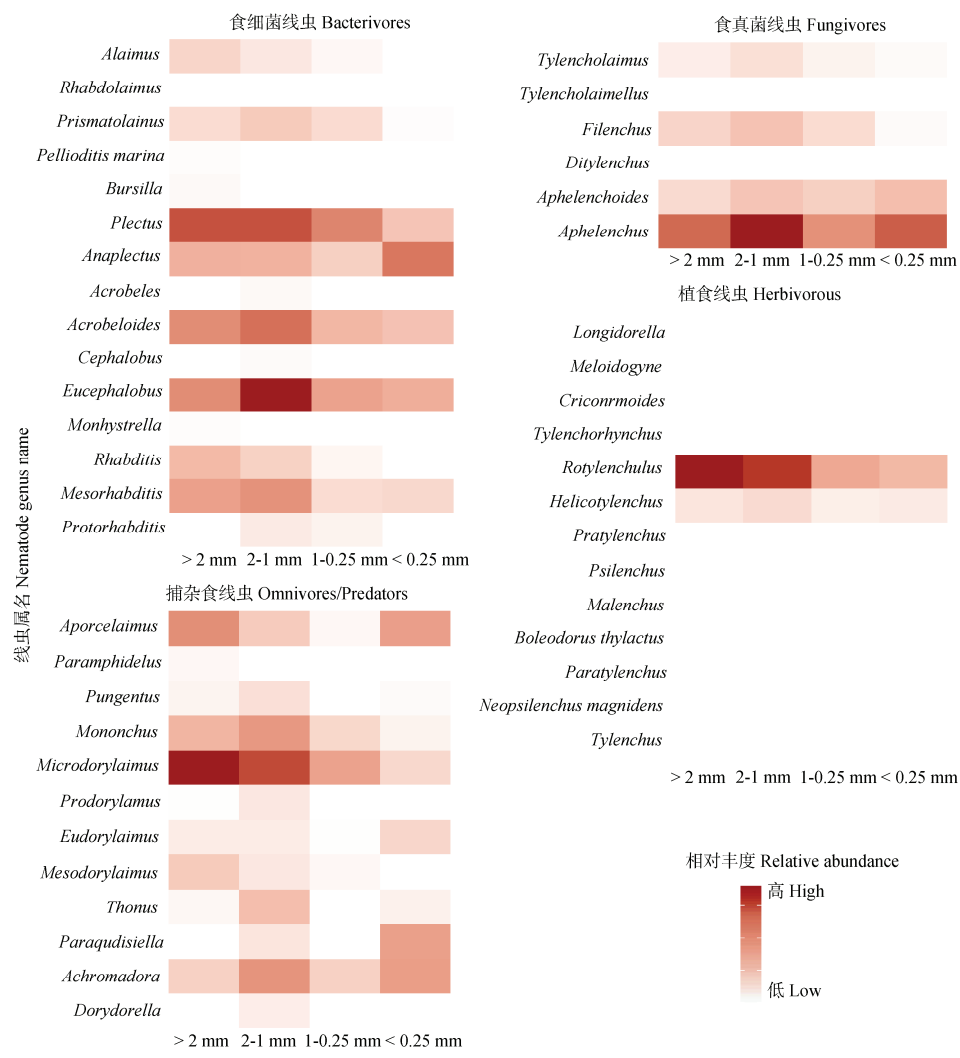 食细菌线虫 Bacterivores
Alaimus
Rhabdolaimus
Prismatolainus
Pellioditis marina
Bursilla
Plectus
Anaplectus
Acrobeles
Acrobeloides
Cephalobus
Eucephalobus
Monhystrella
Rhabditis
Mesorhabditis
Protorhabditis
> 2 mm 2-1 mm 1-0.25 mm < 0.25 mm
线虫属名 Nematode genus name
捕杂食线虫 Omnivores/Predators
Aporcelaimus
Paramphidelus
Pungentus
Mononchus
Microdorylaimus
Prodorylamus
Eudorylaimus
Mesodorylaimus
Thonus
Paraqudisiella
Achromadora
Dorydorella
> 2 mm 2-1 mm 1-0.25 mm < 0.25 mm
食真菌线虫 Fungivores
Tylencholaimus
Tylencholaimellus
Filenchus
Ditylenchus
Aphelenchoides
Aphelenchus
> 2 mm 2-1 mm 1-0.25 mm < 0.25 mm
植食线虫 Herbivorous
Longidorella
Meloidogyne
Criconrmoides
Tylenchorhynchus
Rotylenchulus
Helicotylenchus
Pratylenchus
Psilenchus
Malenchus
Boleodorus thylactus
Paratylenchus
Neopsilenchus magnidens
Tylenchus
> 2 mm 2-1 mm 1-0.25 mm < 0.25 mm
相对丰度 Relative abundance
高 High
低 Low